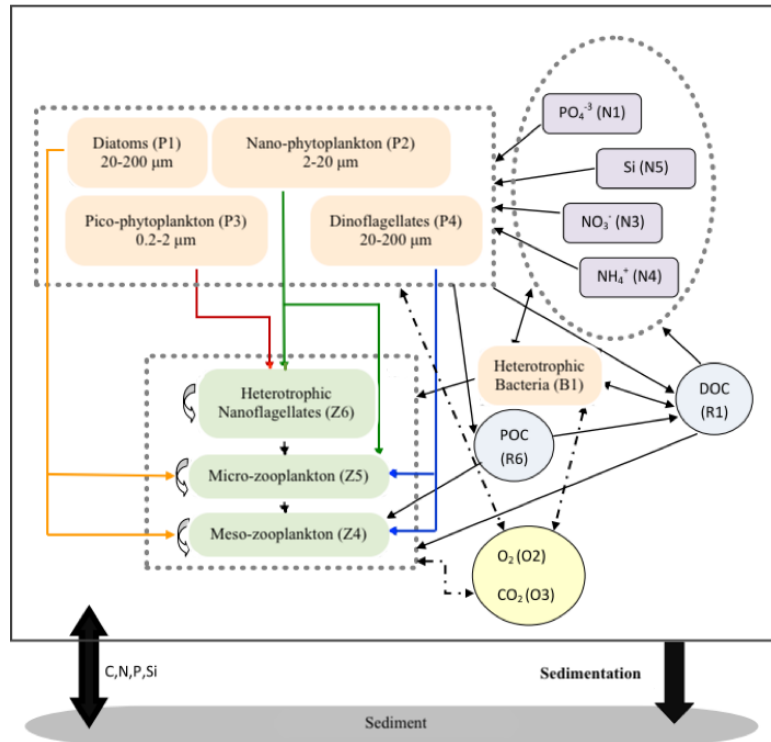 PO₄⁻³ (N1)
Diatoms (P1)
20-200 μm
Nano-phytoplankton (P2)
2-20 μm
Si (N5)
Pico-phytoplankton (P3)
0.2-2 μm
Dinoflagellates (P4)
20-200 μm
NO₃⁻ (N3)
NH₄⁺ (N4)
Heterotrophic
Bacteria (B1)
DOC
(R1)
Heterotrophic
Nanoflagellates (Z6)
POC
(R6)
Micro-zooplankton (Z5)
Meso-zooplankton (Z4)
O₂ (O2)
CO₂ (O3)
C,N,P,Si
Sedimentation
Sediment